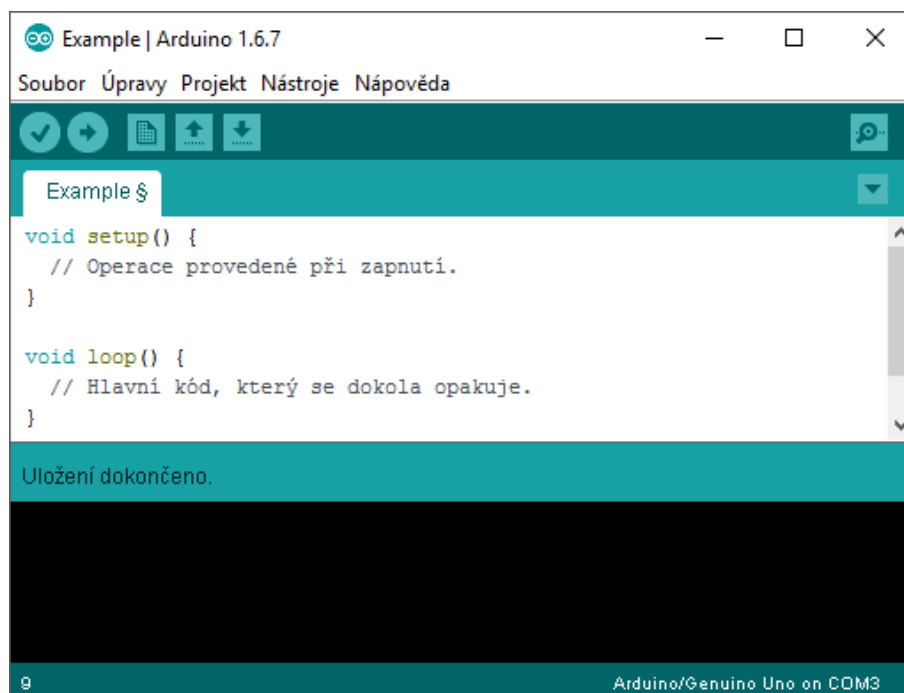 Example | Arduino 1.6.7
Soubor Úpravy Projekt Nástroje Nápověda
Example §
void setup() {
  // Operace provedené při zapnutí.
}
void loop() {
  // Hlavní kód, který se dokola opakuje.
}
Uložení dokončeno.
9 Arduino/Genuino Uno on COM3